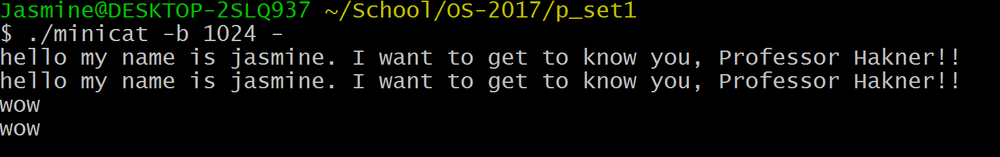 Jasmine@DESKTOP-2SLQ937 ~/School/OS-2017/p_set1
$ ./minicat -b 1024 -
hello my name is jasmine. I want to get to know you, Professor Hakner!!
hello my name is jasmine. I want to get to know you, Professor Hakner!!
wow
wow